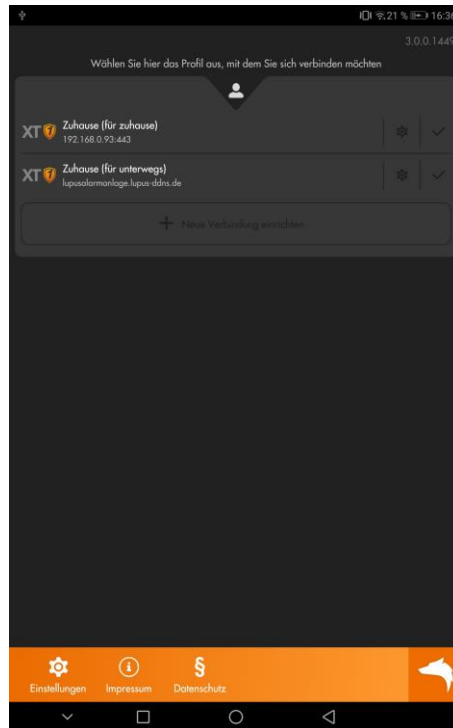 21 % 16:36
3.0.0.1449
Wählen Sie hier das Profil aus, mit dem Sie sich verbinden möchten
XT Zuhause (für zuhause)
192.168.0.93:443
XT Zuhause (für unterwegs)
lupusalarmanlage.lupus-ddns.de
+ Neue Verbindung einrichten
Einstellungen Impressum Datenschutz